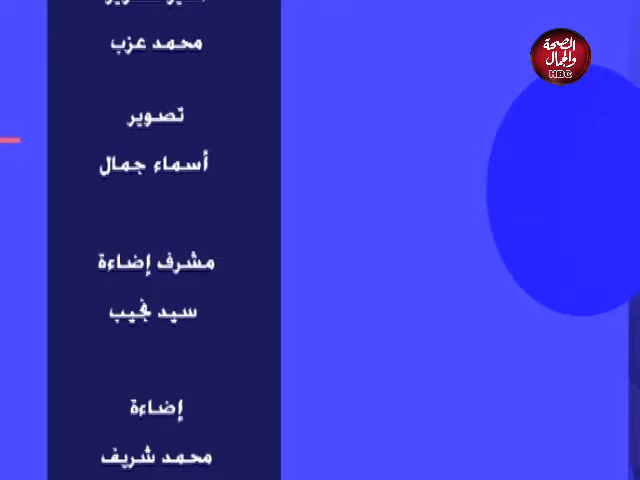 محمد عزب
تصوير
أسماء جمال
مشرف إضاءة
سيد نجيب
إضاءة
محمد شريف
الصحة
والجمال
HBC